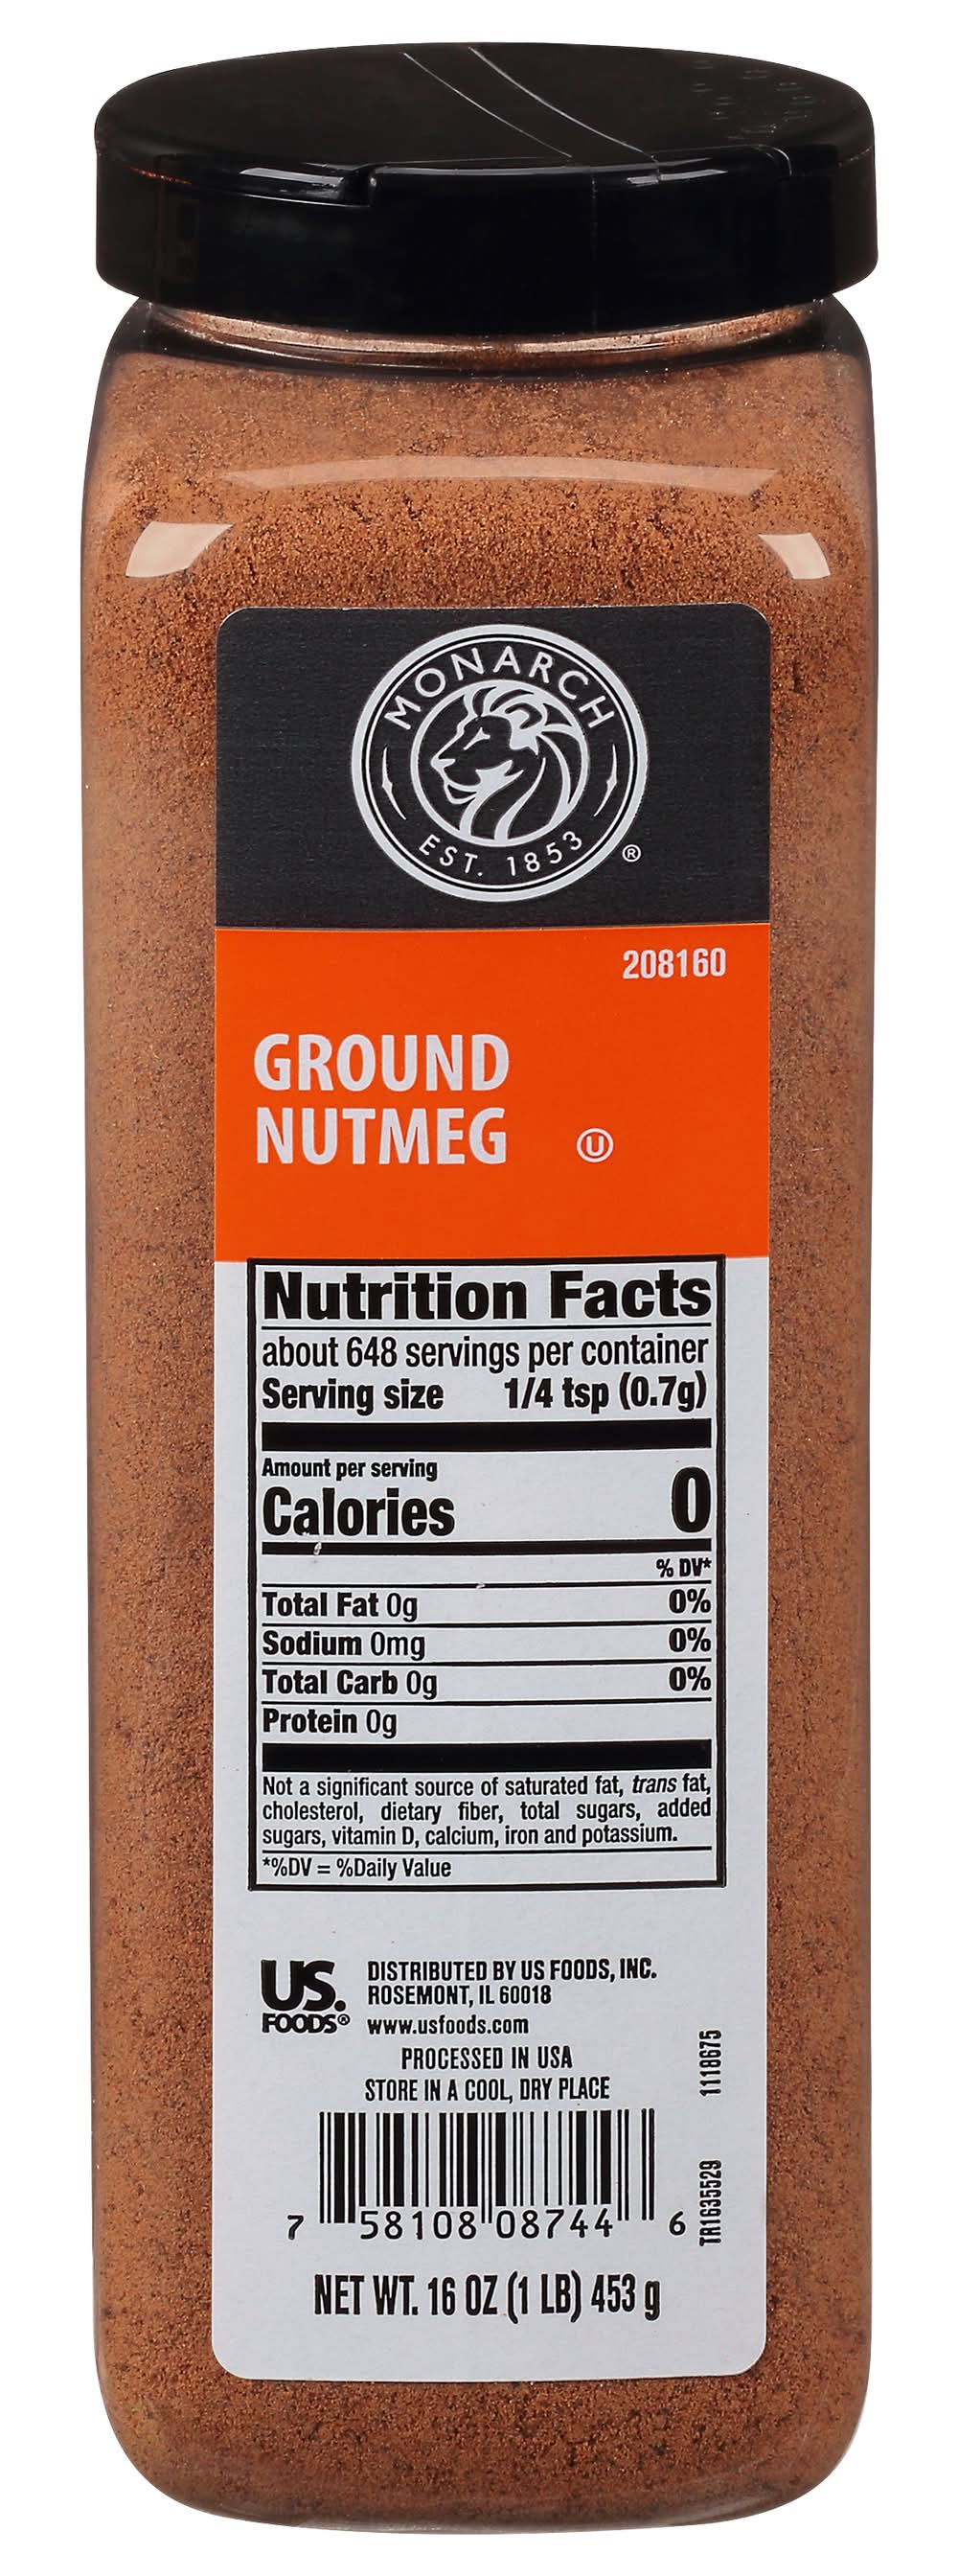 MONARCH
EST. 1853
®
208160
GROUND
NUTMEG
U
Nutrition Facts
about 648 servings per container
Serving size 1/4 tsp (0.7g)
Amount per serving
Calories 0
% DV*
Total Fat 0g 0%
Sodium 0mg 0%
Total Carb 0g 0%
Protein 0g
Not a significant source of saturated fat, trans fat,
cholesterol, dietary fiber, total sugars, added
sugars, vitamin D, calcium, iron and potassium.
*%DV = %Daily Value
US.
FOODS®
DISTRIBUTED BY US FOODS, INC.
ROSEMONT, IL 60018
www.usfoods.com
PROCESSED IN USA
STORE IN A COOL, DRY PLACE
1118675
TR1635529
7 58108 08744 6
NET WT. 16 OZ (1 LB) 453 g